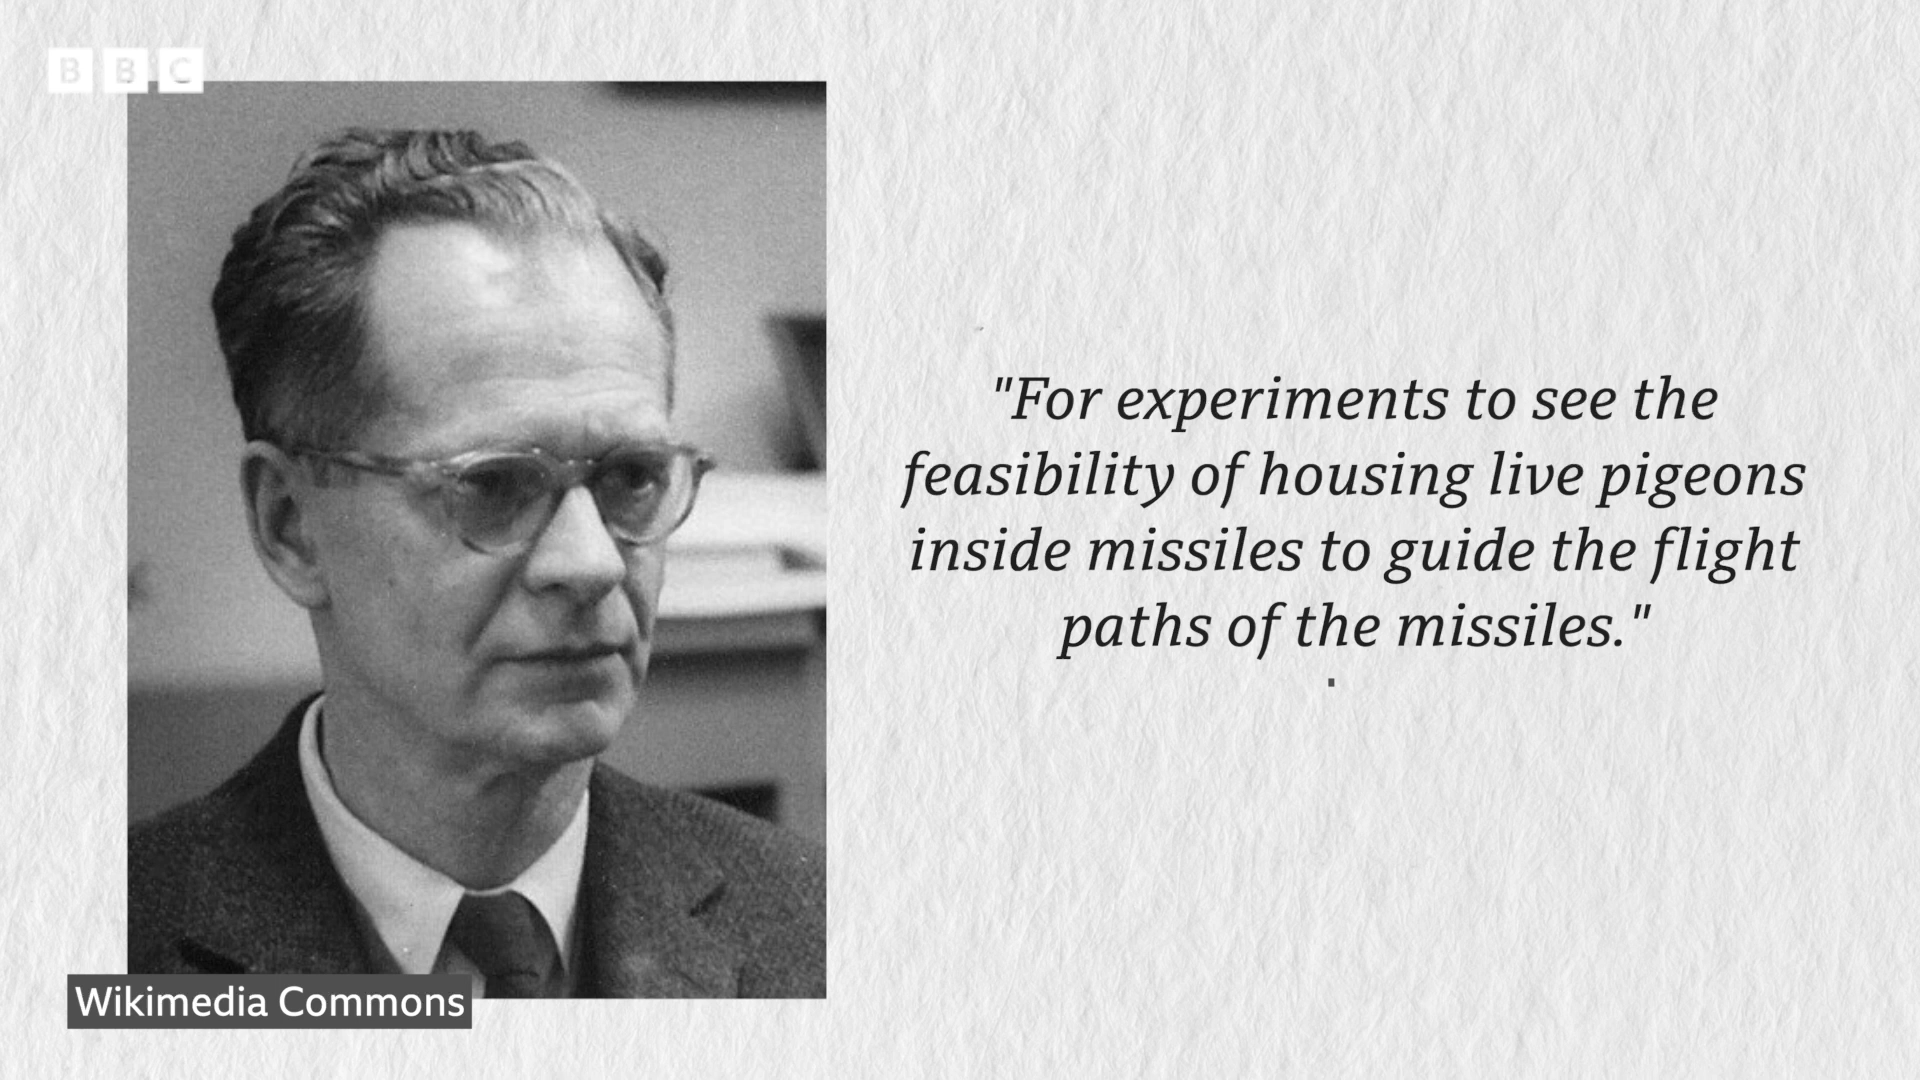 BBC
"For experiments to see the
feasibility of housing live pigeons
inside missiles to guide the flight
paths of the missiles."
Wikimedia Commons